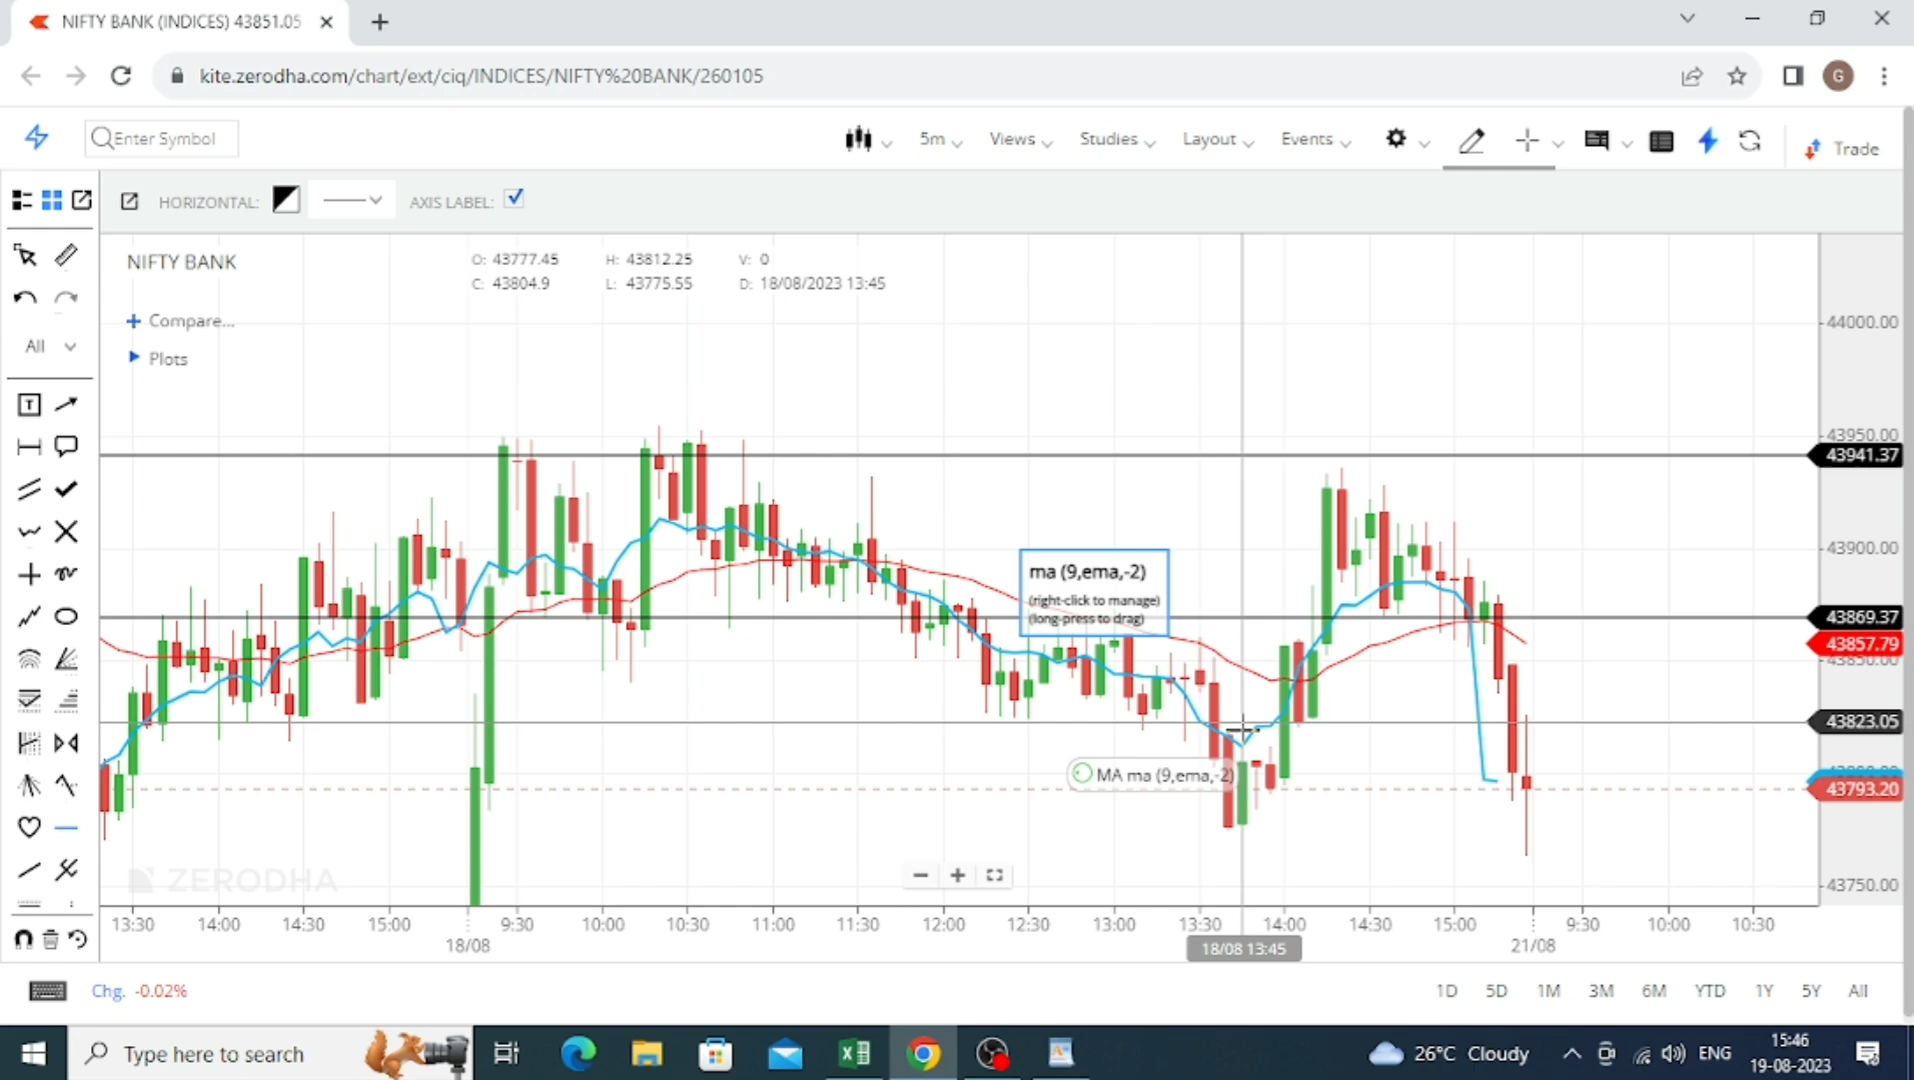 NIFTY BANK (INDICES) 43851.05
kite.zerodha.com/chart/ext/ciq/INDICES/NIFTY%20BANK/260105
G
Enter Symbol
5m
Views
Studies
Layout
Events
Trade
HORIZONTAL:
AXIS LABEL:
NIFTY BANK
O: 43777.45 H: 43812.25 V: 0
C: 43804.9 L: 43775.55 D: 18/08/2023 13:45
Compare...
Plots
All
T
44000.00
43950.00
43941.37
43900.00
43869.37
43857.79
43850.00
43823.05
43793.20
43750.00
ma (9,ema,-2)
(right-click to manage)
(long-press to drag)
MA ma (9,ema,-2)
ZERODHA
13:30 14:00 14:30 15:00 9:30 10:00 10:30 11:00 11:30 12:00 12:30 13:00 13:30 14:00 14:30 15:00 9:30 10:00 10:30
18/08 18/08 13:45 21/08
Chg. -0.02%
1D 5D 1M 3M 6M YTD 1Y 5Y All
Type here to search
26°C Cloudy
ENG
15:46
19-08-2023